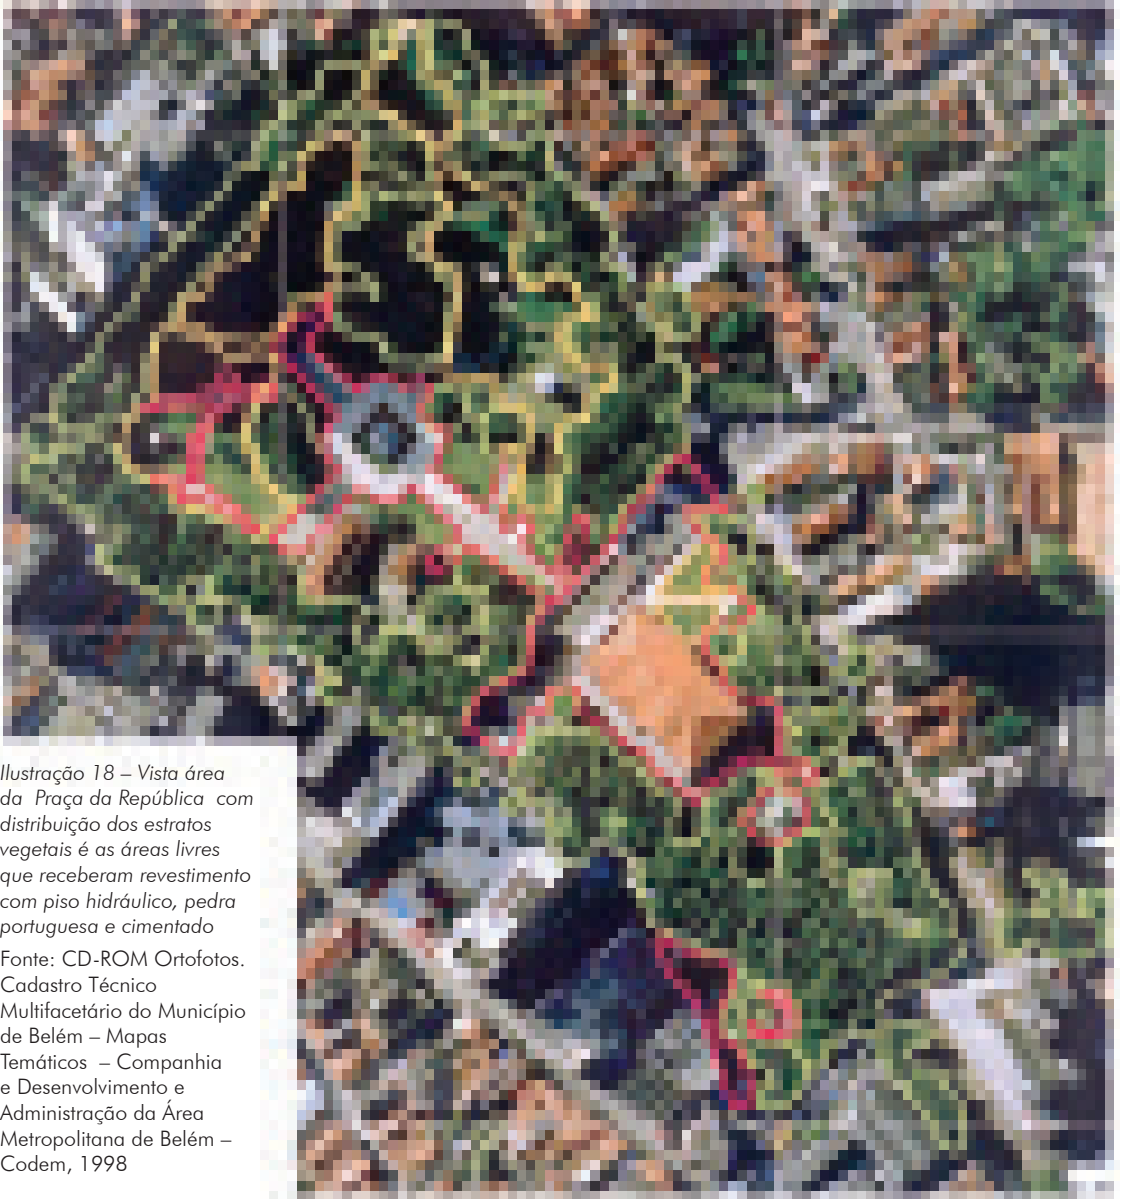 Ilustração 18 – Vista área
da Praça da República com
distribuição dos estratos
vegetais é as áreas livres
que receberam revestimento
com piso hidráulico, pedra
portuguesa e cimentado
Fonte: CD-ROM Ortofotos.
Cadastro Técnico
Multifacetário do Município
de Belém – Mapas
Temáticos – Companhia
e Desenvolvimento e
Administração da Área
Metropolitana de Belém –
Codem, 1998